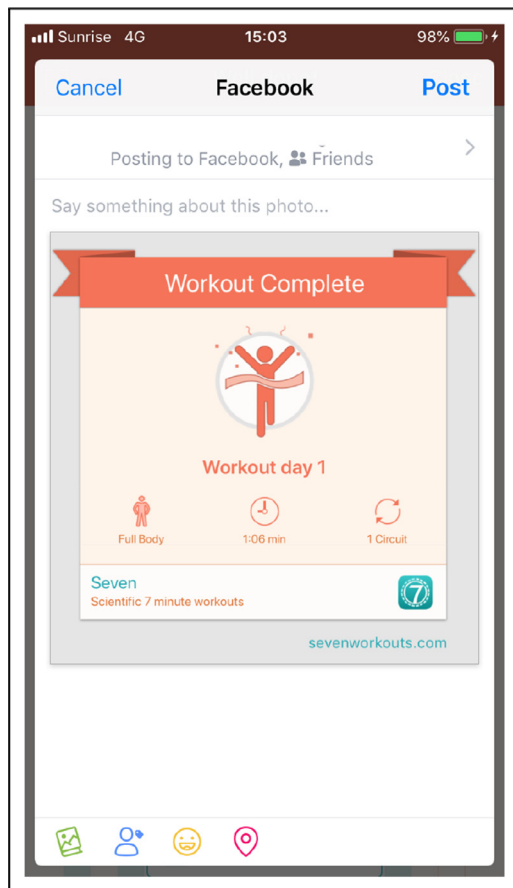 Sunrise 4G 15:03 98%
Cancel Facebook Post
Posting to Facebook, Friends
Say something about this photo...
Workout Complete
Workout day 1
Full Body 1:06 min 1 Circuit
Seven
Scientific 7 minute workouts
7
sevenworkouts.com